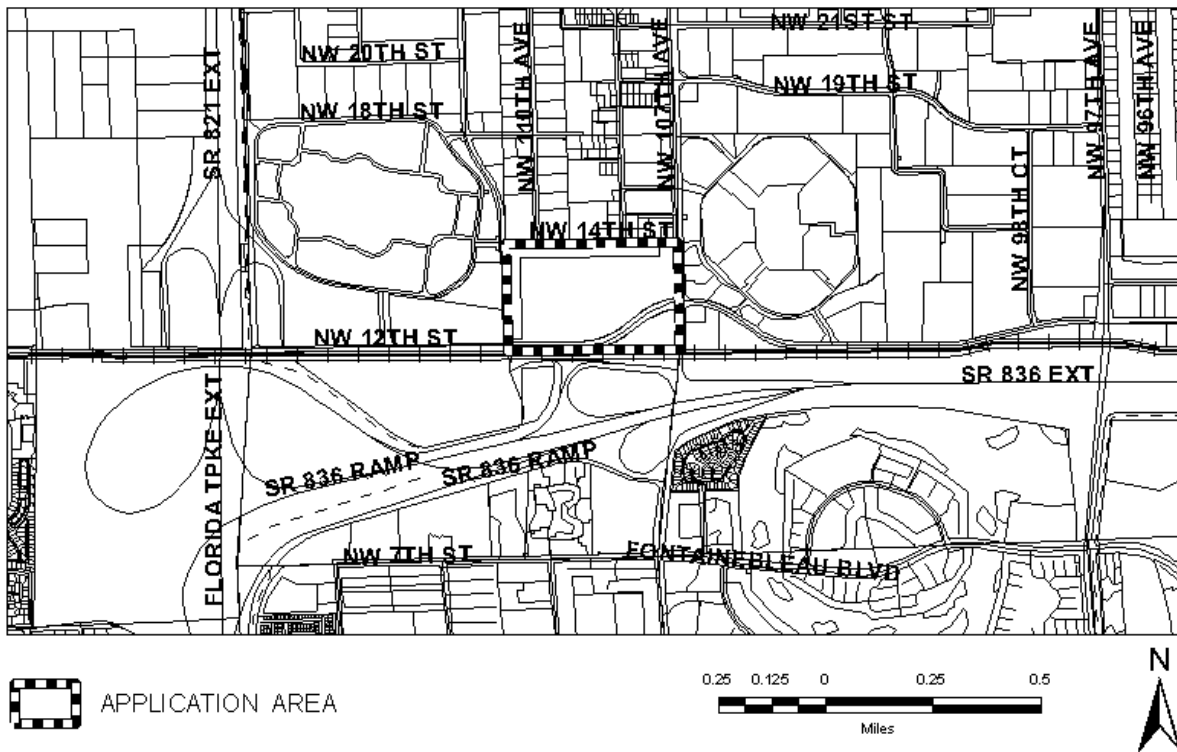 NW 21ST ST
NW 20TH ST
NW 19TH ST
NW 18TH ST
SR 821 EXT
NW 110TH AVE
NW 107TH AVE
NW 97TH AVE
NW 96TH AVE
NW 98TH CT
NW 14TH ST
NW 12TH ST
SR 836 EXT
FLORIDA TPKE EXT
SR 836 RAMP
SR 836 RAMP
NW 7TH ST
FONTAINEBLEAU BLVD
APPLICATION AREA
0.25 0.125 0 0.25 0.5
Miles
N